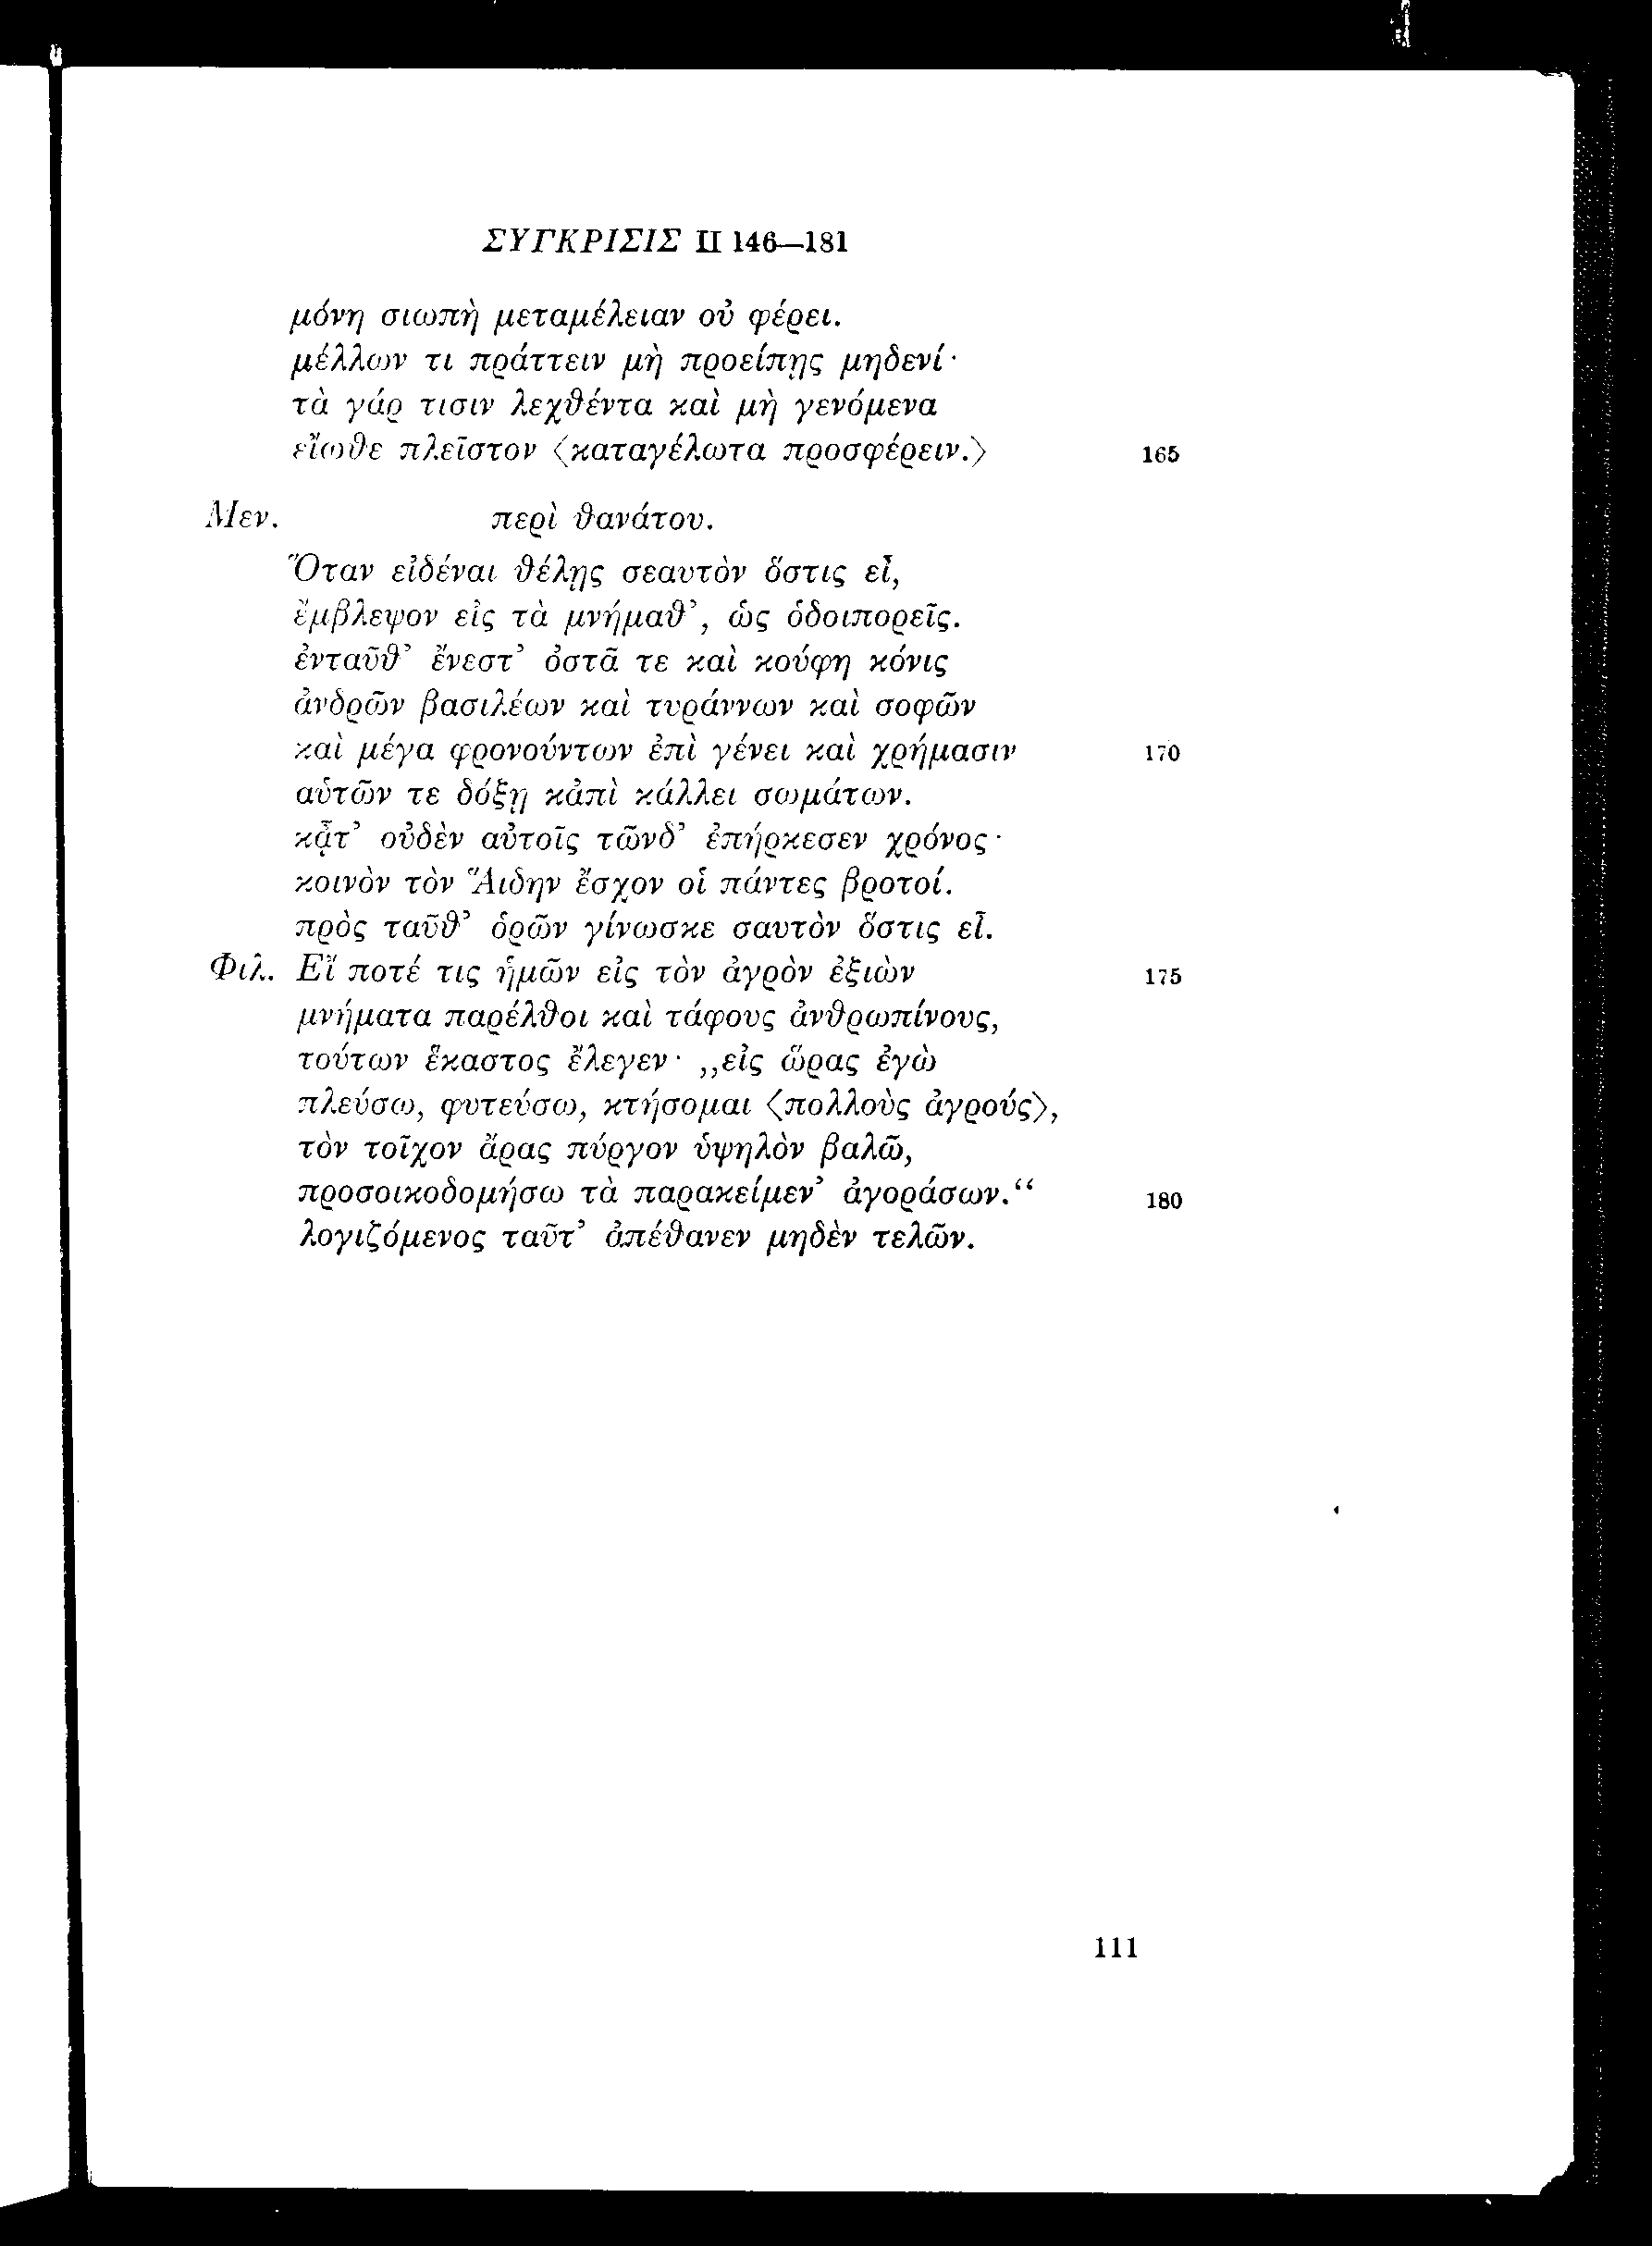 ΣΥΓΚΡΙΣΙΣ II 146—181
μόνη σιωπὴ μεταμέλειαν οὐ φέρει.
μέλλων τι πράττειν μὴ προείπῃς μηδενί·
τὰ γάρ τισιν λεχθέντα καὶ μὴ γενόμενα
εἴωθε πλεῖστον ⟨καταγέλωτα προσφέρειν.⟩ 165
Μεν. περὶ θανάτου.
Ὅταν εἰδέναι θέλῃς σεαυτὸν ὅστις εἶ,
ἔμβλεψον εἰς τὰ μνήμαθ’, ὡς ὁδοιπορεῖς.
ἐνταῦθ’ ἔνεστ’ ὀστᾶ τε καὶ κούφη κόνις
ἀνδρῶν βασιλέων καὶ τυράννων καὶ σοφῶν
καὶ μέγα φρονούντων ἐπὶ γένει καὶ χρήμασιν 170
αὑτῶν τε δόξῃ κἀπὶ κάλλει σωμάτων.
κᾆτ’ οὐδὲν αὐτοῖς τῶνδ’ ἐπήρκεσεν χρόνος·
κοινὸν τὸν Ἅιδην ἔσχον οἱ πάντες βροτοί.
πρὸς ταῦθ’ ὁρῶν γίνωσκε σαυτὸν ὅστις εἶ.
Φιλ. Εἴ ποτέ τις ἡμῶν εἰς τὸν ἀγρὸν ἐξιὼν 175
μνήματα παρέλθοι καὶ τάφους ἀνθρωπίνους,
τούτων ἕκαστος ἔλεγεν· „εἰς ὥρας ἐγὼ
πλεύσω, φυτεύσω, κτήσομαι ⟨πολλοὺς ἀγρούς⟩,
τὸν τοῖχον ἄρας πύργον ὑψηλὸν βαλῶ,
προσοικοδομήσω τὰ παρακείμεν’ ἀγοράσων.“ 180
λογιζόμενος ταῦτ’ ἀπέθανεν μηδὲν τελῶν.
111